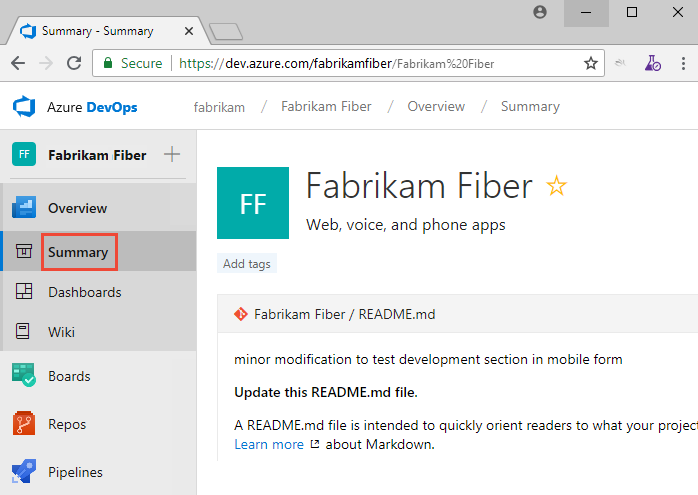 Summary - Summary
Secure https://dev.azure.com/fabrikamfiber/Fabrikam%20Fiber
Azure DevOps fabrikam / Fabrikam Fiber / Overview / Summary
FF Fabrikam Fiber
Overview
Summary
Dashboards
Wiki
Boards
Repos
Pipelines
FF
Fabrikam Fiber
Web, voice, and phone apps
Add tags
Fabrikam Fiber / README.md
minor modification to test development section in mobile form
Update this README.md file.
A README.md file is intended to quickly orient readers to what your project
Learn more about Markdown.